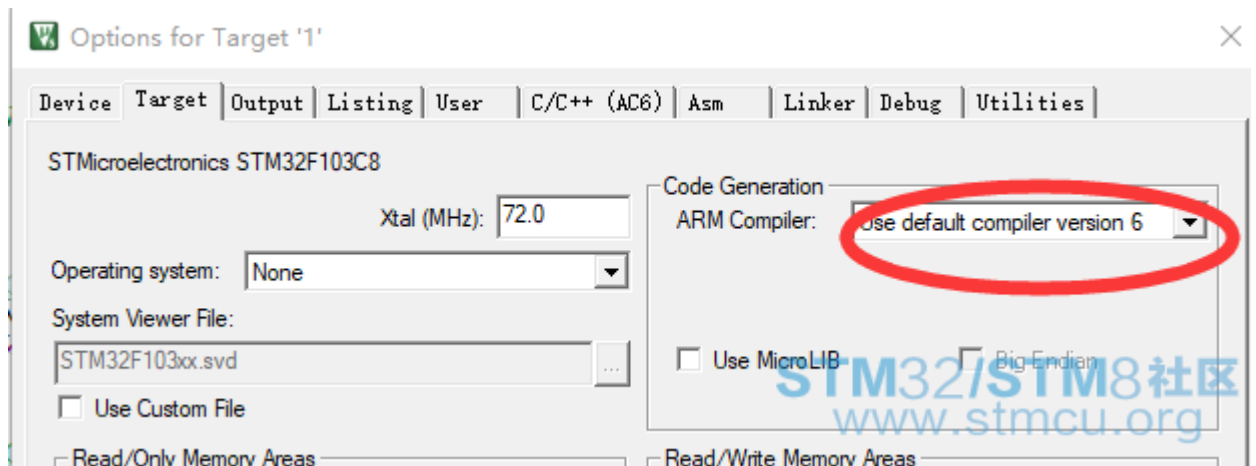 Options for Target '1'
Device Target Output Listing User C/C++ (AC6) Asm Linker Debug Utilities
STMicroelectronics STM32F103C8
Xtal (MHz): 72.0
Operating system: None
System Viewer File:
STM32F103xx.svd ...
Use Custom File
Code Generation
ARM Compiler: Use default compiler version 6
Use MicroLIB Big Endian
STM32/STM8社区
www.stmcu.org
Read/Only Memory Areas
Read/Write Memory Areas